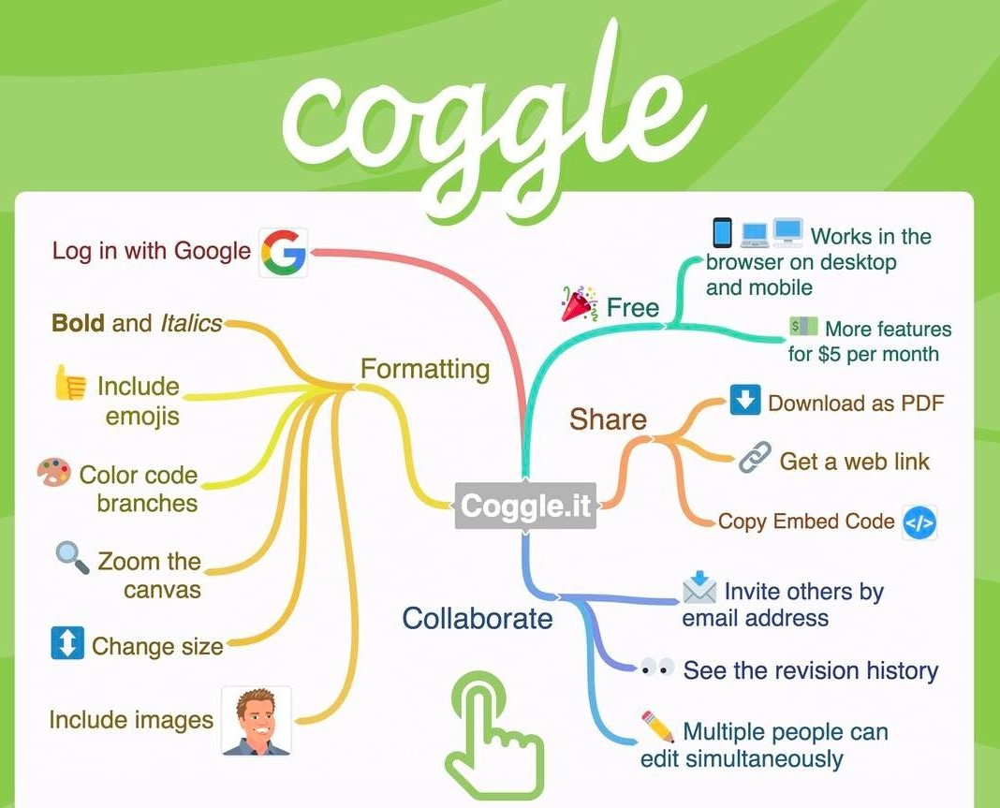 coggle
Log in with Google
Bold and Italics
Formatting
Include
emojis
Color code
branches
Zoom the
canvas
Change size
Include images
Coggle.it
Free
Works in the
browser on desktop
and mobile
More features
for $5 per month
Share
Download as PDF
Get a web link
Copy Embed Code
</>
Collaborate
Invite others by
email address
See the revision history
Multiple people can
edit simultaneously